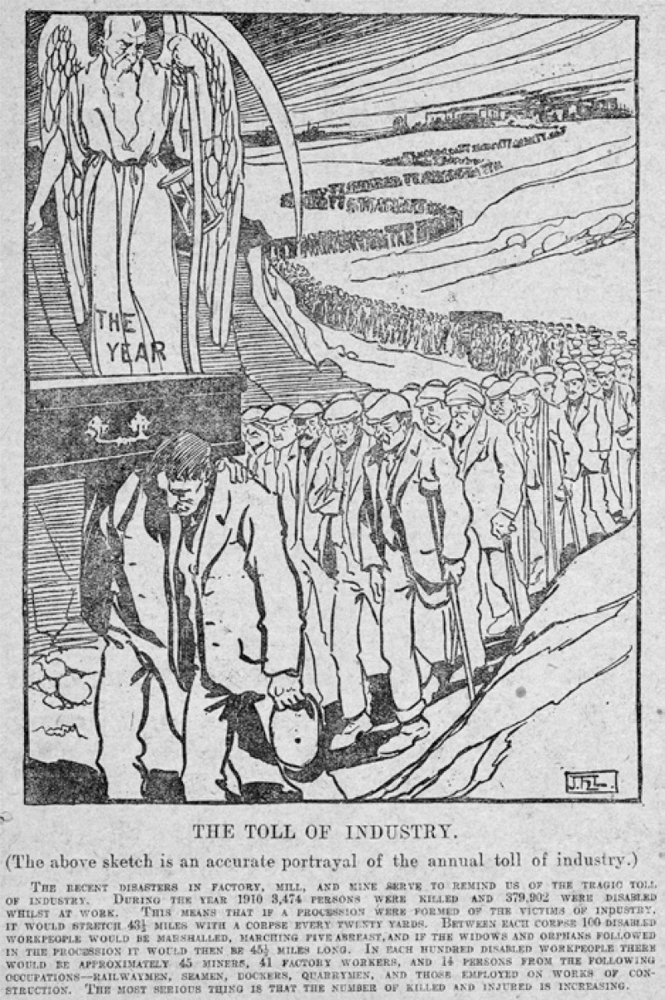 THE
YEAR
J.H.L.
THE TOLL OF INDUSTRY.
(The above sketch is an accurate portrayal of the annual toll of industry.)
THE RECENT DISASTERS IN FACTORY, MILL, AND MINE SERVE TO REMIND US OF THE TRAGIC TOLL
OF INDUSTRY. DURING THE YEAR 1910 3,474 PERSONS WERE KILLED AND 379,902 WERE DISABLED
WHILST AT WORK. THIS MEANS THAT IF A PROCESSION WERE FORMED OF THE VICTIMS OF INDUSTRY,
IT WOULD STRETCH 43½ MILES WITH A CORPSE EVERY TWENTY YARDS. BETWEEN EACH CORPSE 100 DISABLED
WORKPEOPLE WOULD BE MARSHALLED, MARCHING FIVE ABREAST, AND IF THE WIDOWS AND ORPHANS FOLLOWED
IN THE PROCESSION IT WOULD THEN BE 45½ MILES LONG. IN EACH HUNDRED DISABLED WORKPEOPLE THERE
WOULD BE APPROXIMATELY 45 MINERS, 41 FACTORY WORKERS, AND 14 PERSONS FROM THE FOLLOWING
OCCUPATIONS—RAILWAYMEN, SEAMEN, DOCKERS, QUARRYMEN, AND THOSE EMPLOYED ON WORKS OF CON-
STRUCTION. THE MOST SERIOUS THING IS THAT THE NUMBER OF KILLED AND INJURED IS INCREASING.